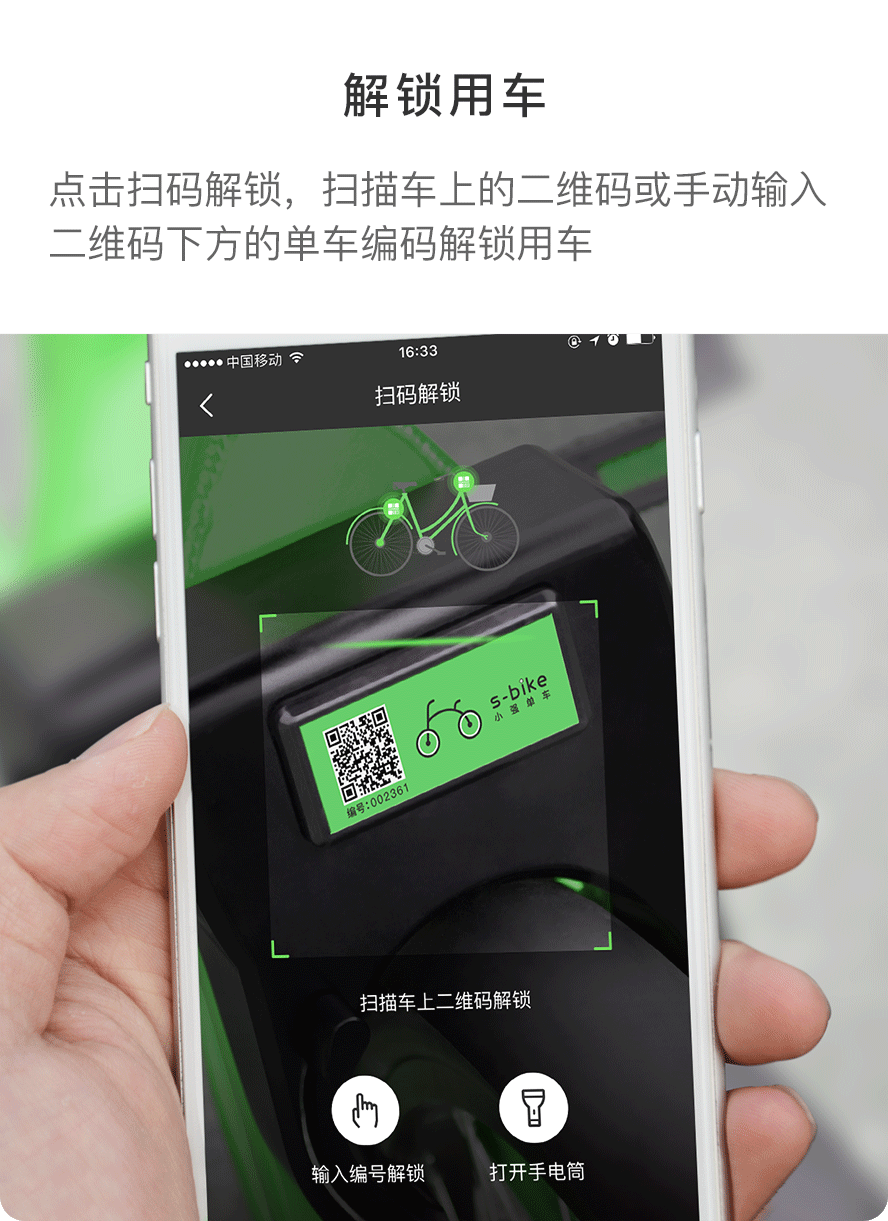 解锁用车
点击扫码解锁，扫描车上的二维码或手动输入
二维码下方的单车编码解锁用车
中国移动
16:33
扫码解锁
s-bike
小强单车
编号:002361
扫描车上二维码解锁
输入编号解锁
打开手电筒